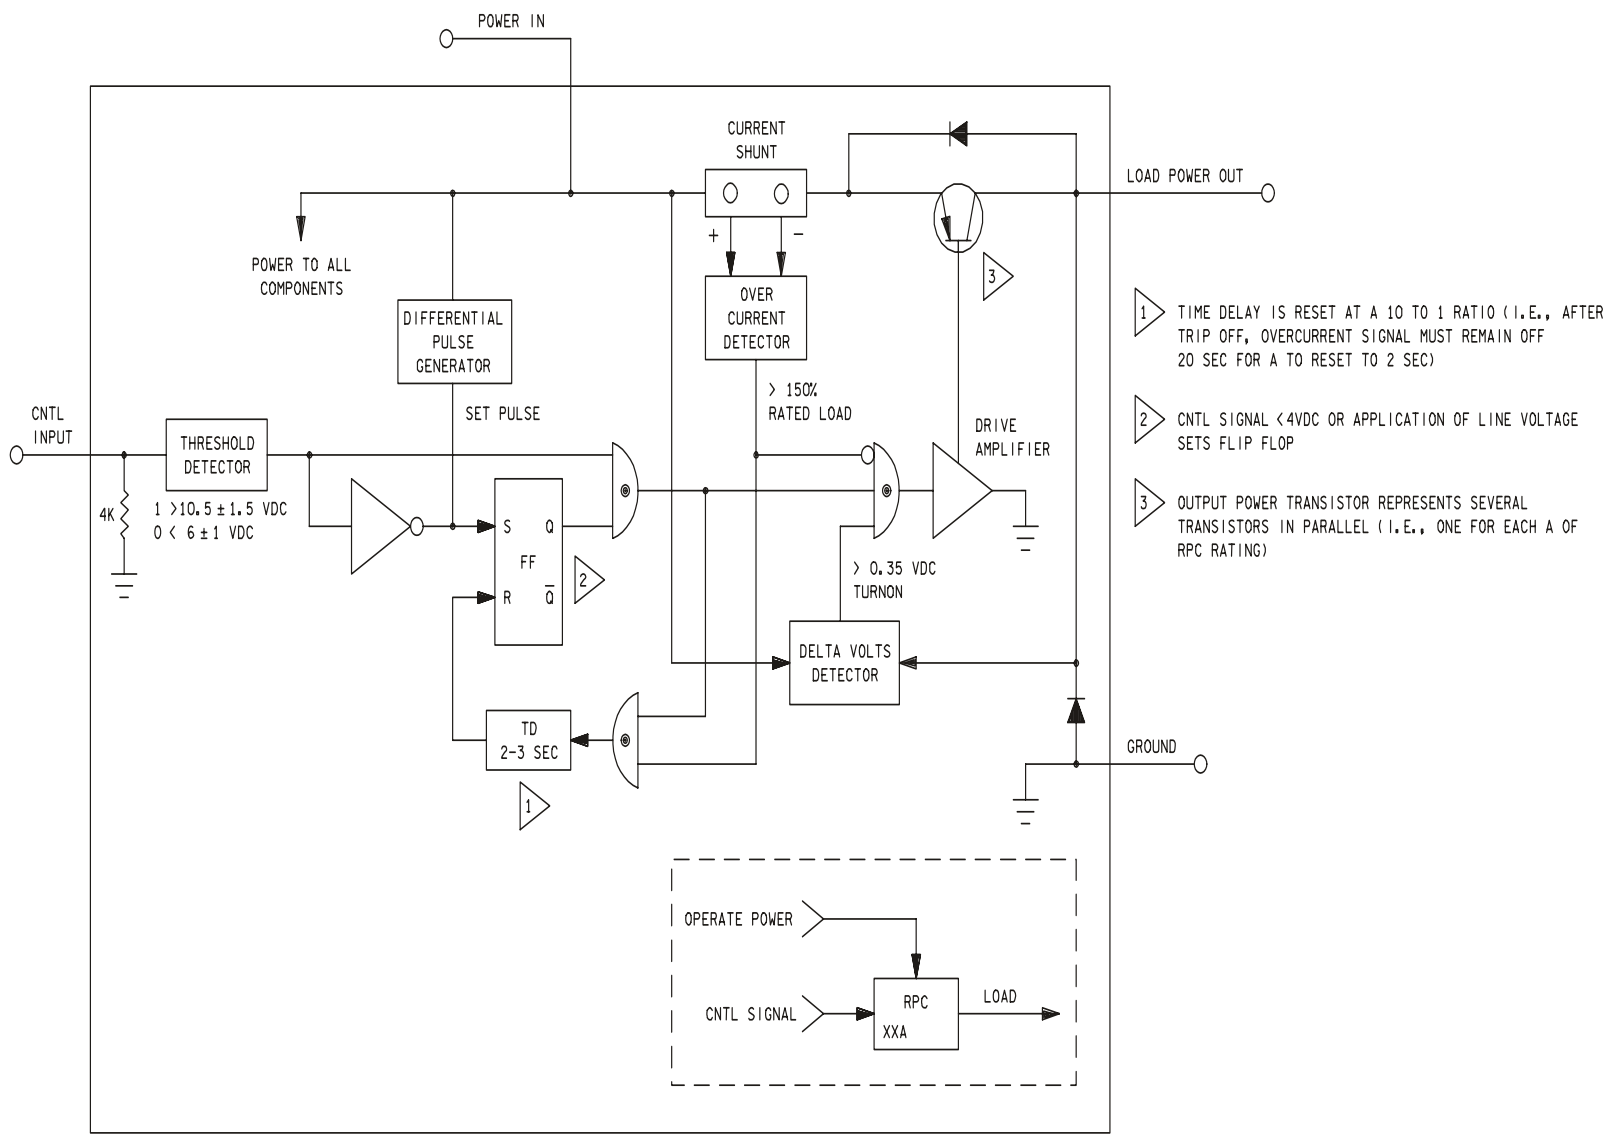 POWER IN
CURRENT
SHUNT
LOAD POWER OUT
POWER TO ALL
COMPONENTS
+
−
3
OVER
CURRENT
DETECTOR
DIFFERENTIAL
PULSE
GENERATOR
1
TIME DELAY IS RESET AT A 10 TO 1 RATIO (I.E., AFTER
TRIP OFF, OVERCURRENT SIGNAL MUST REMAIN OFF
20 SEC FOR A TO RESET TO 2 SEC)
> 150%
RATED LOAD
SET PULSE
CNTL
INPUT
DRIVE
AMPLIFIER
2
CNTL SIGNAL <4VDC OR APPLICATION OF LINE VOLTAGE
SETS FLIP FLOP
THRESHOLD
DETECTOR
4K
1 >10.5 ± 1.5 VDC
0 < 6 ± 1 VDC
3
OUTPUT POWER TRANSISTOR REPRESENTS SEVERAL
TRANSISTORS IN PARALLEL (I.E., ONE FOR EACH A OF
RPC RATING)
S Q
FF
R Q̅
2
> 0.35 VDC
TURNON
DELTA VOLTS
DETECTOR
TD
2-3 SEC
1
GROUND
OPERATE POWER
CNTL SIGNAL
RPC
XXA
LOAD